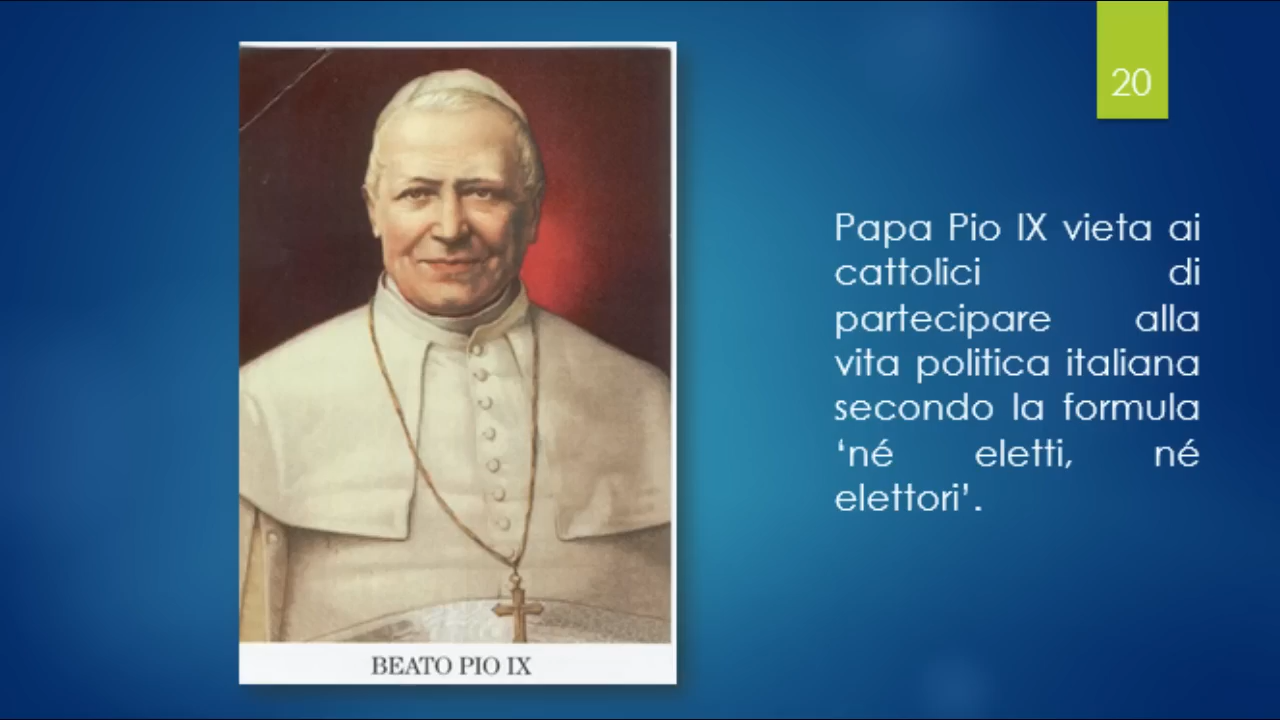 20
Papa Pio IX vieta ai
cattolici di
partecipare alla
vita politica italiana
secondo la formula
‘né eletti, né
elettori’.
BEATO PIO IX